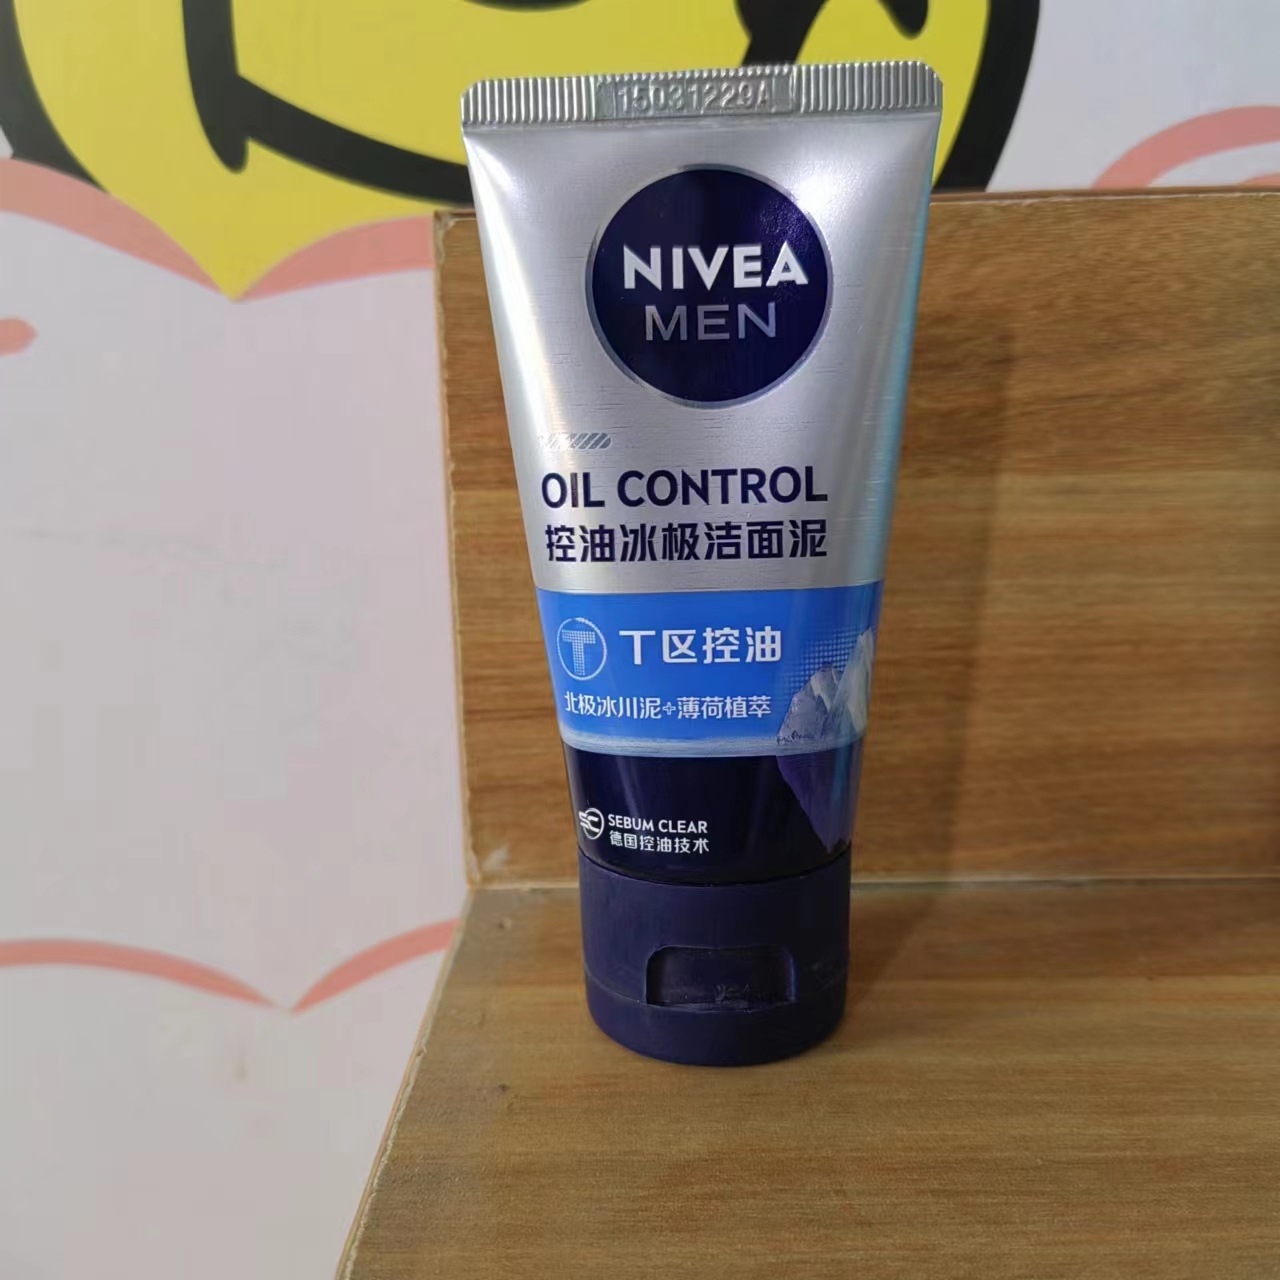 15031229A
NIVEA
MEN
OIL CONTROL
控油冰极洁面泥
T
T区控油
北极冰川泥+薄荷植萃
SEBUM CLEAR
德国控油技术